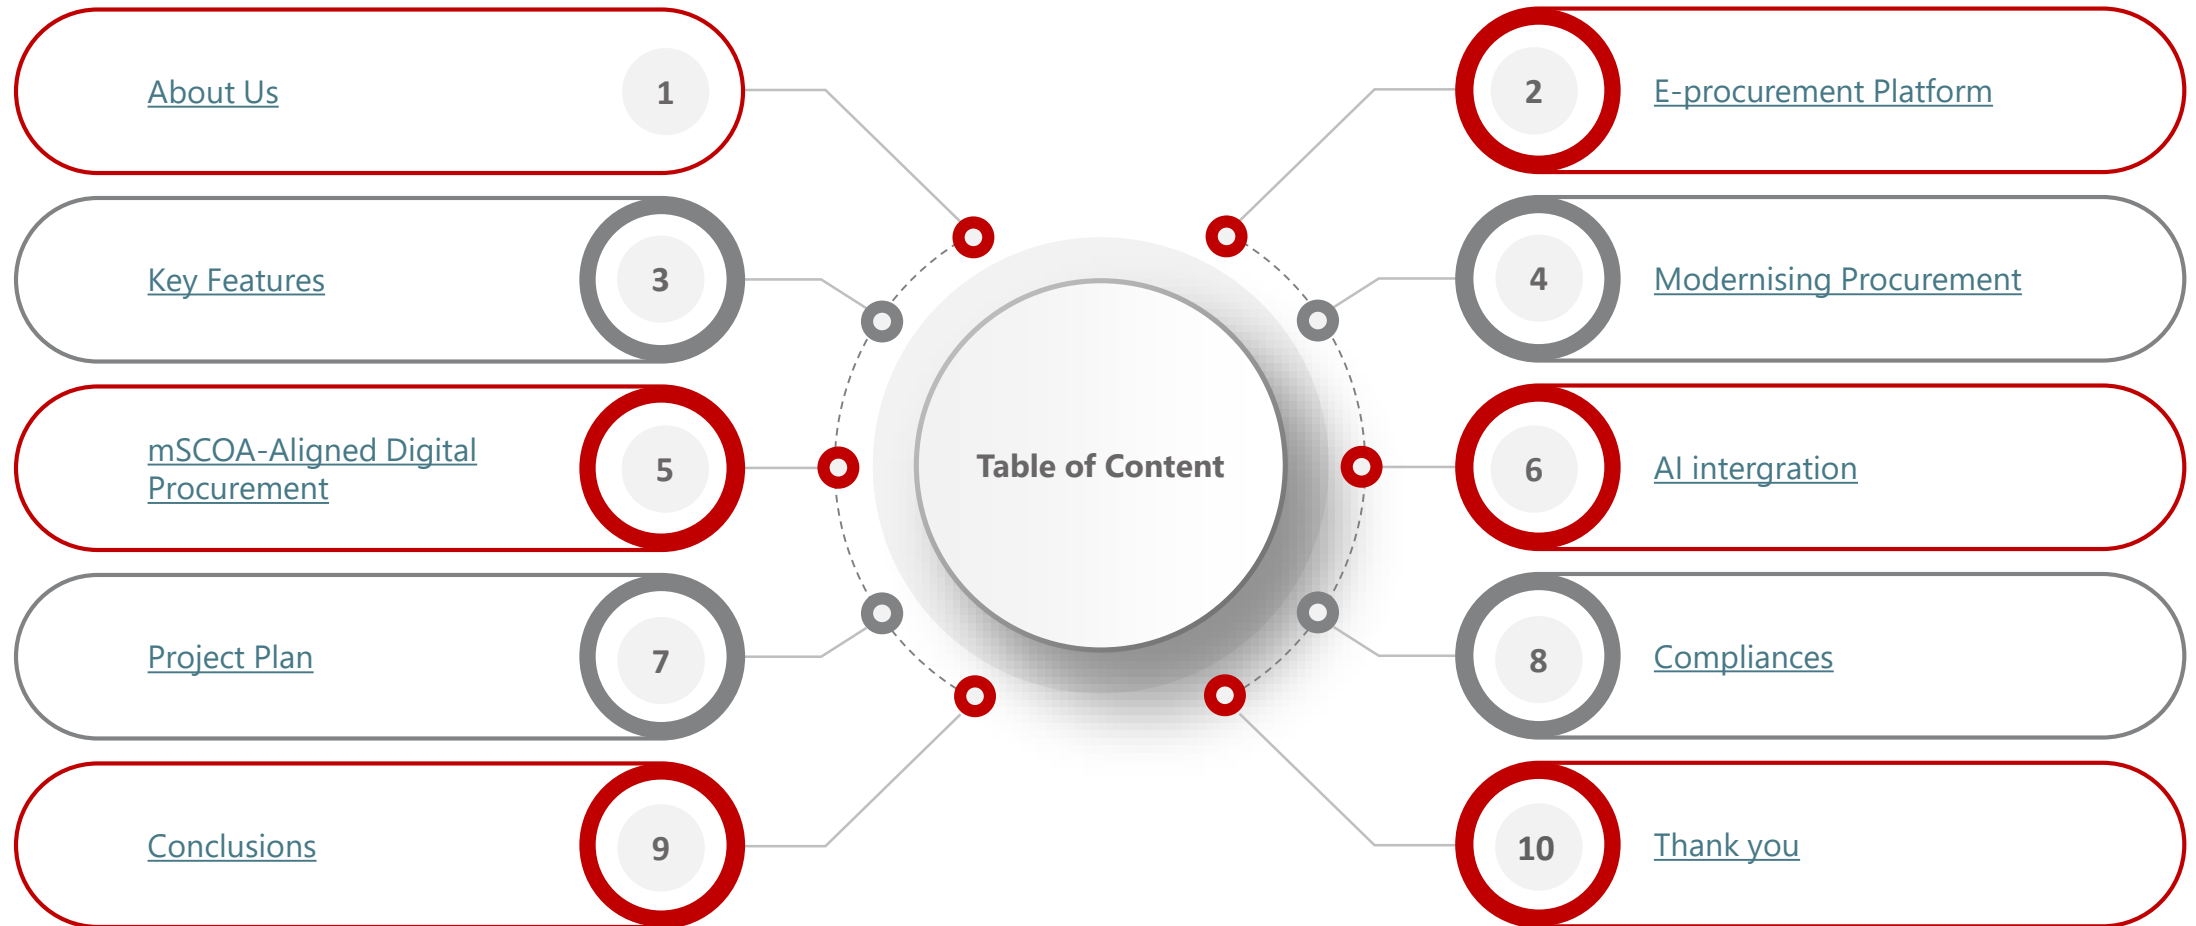 About Us
1
2
E-procurement Platform
Key Features
3
4
Modernising Procurement
mSCOA-Aligned Digital
Procurement
5
Table of Content
6
AI intergration
Project Plan
7
8
Compliances
Conclusions
9
10
Thank you